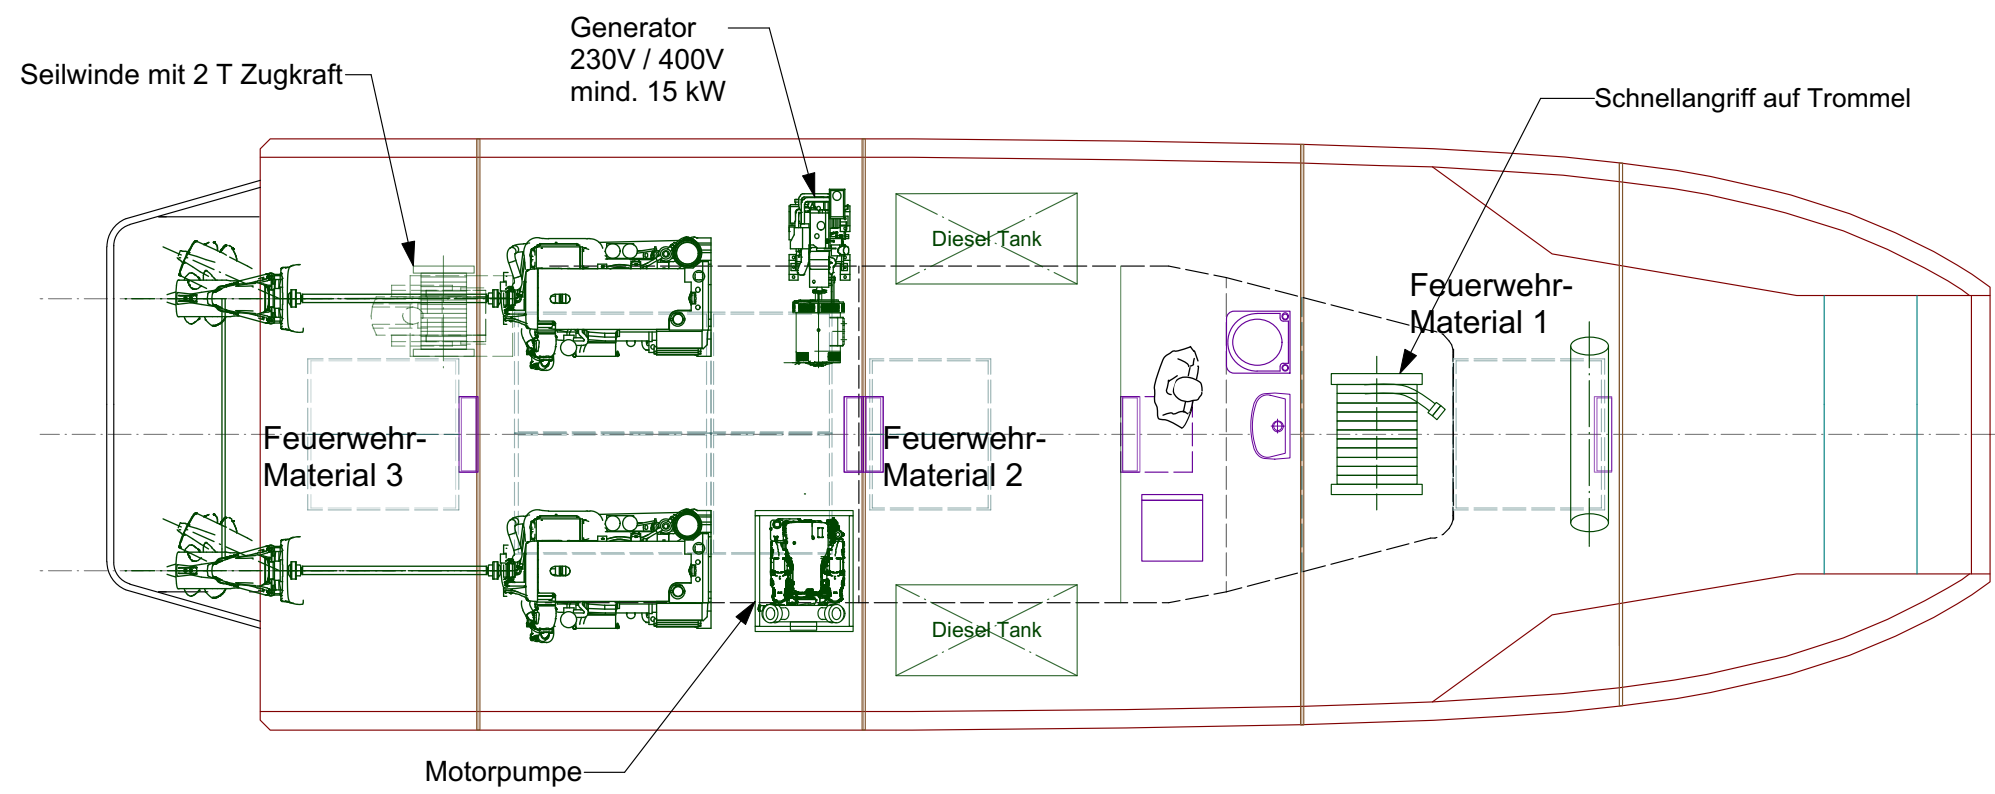 Generator
230V / 400V
mind. 15 kW
Seilwinde mit 2 T Zugkraft
Schnellangriff auf Trommel
Diesel Tank
Feuerwehr-
Material 1
Feuerwehr-
Material 3
Feuerwehr-
Material 2
Diesel Tank
Motorpumpe